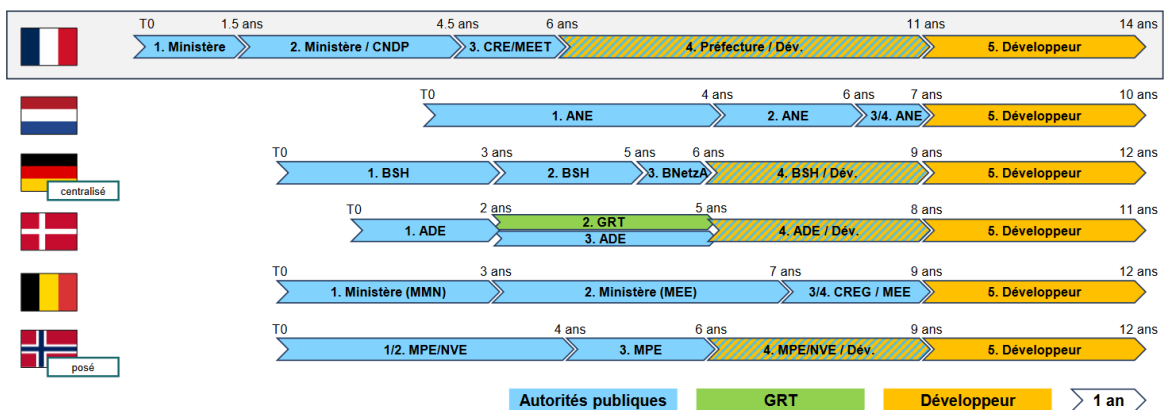 T0 1.5 ans 4.5 ans 6 ans 11 ans 14 ans
1. Ministère 2. Ministère / CNDP 3. CRE/MEET 4. Préfecture / Dév. 5. Développeur
T0 4 ans 6 ans 7 ans 10 ans
1. ANE 2. ANE 3/4. ANE 5. Développeur
T0 3 ans 5 ans 6 ans 9 ans 12 ans
1. BSH 2. BSH 3. BNetzA 4. BSH / Dév. 5. Développeur
centralisé
T0 2 ans 5 ans 8 ans 11 ans
2. GRT
1. ADE 4. ADE / Dév. 5. Développeur
3. ADE
T0 3 ans 7 ans 9 ans 12 ans
1. Ministère (MMN) 2. Ministère (MEE) 3/4. CREG / MEE 5. Développeur
T0 4 ans 6 ans 9 ans 12 ans
1/2. MPE/NVE 3. MPE 4. MPE/NVE / Dév. 5. Développeur
posé
Autorités publiques GRT Développeur 1 an